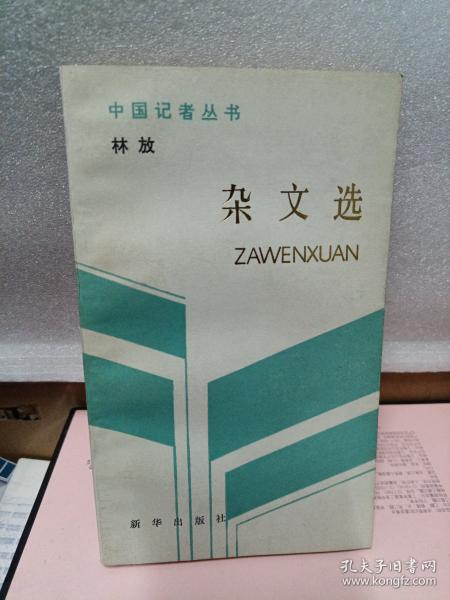 中国记者丛书
林放
杂文选
ZAWENXUAN
新华出版社
孔夫子旧书网
www.kongfz.com